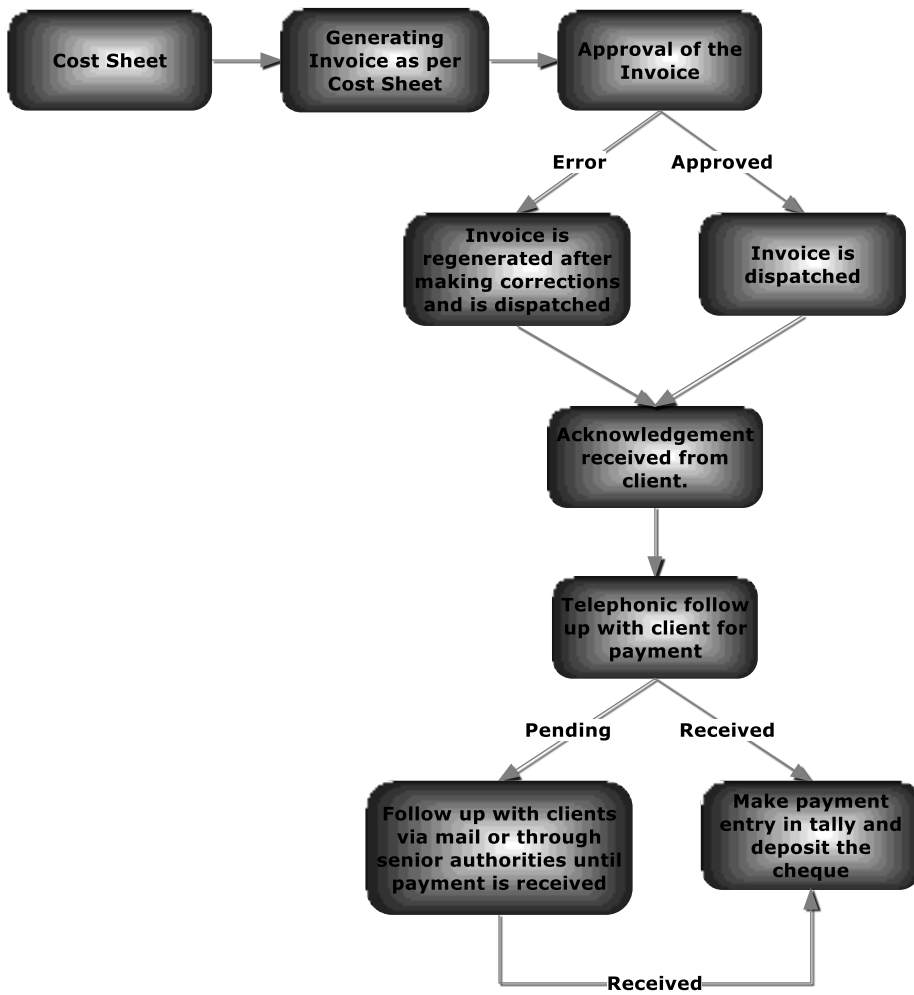 Cost Sheet
Generating
Invoice as per
Cost Sheet
Approval of the
Invoice
Error
Approved
Invoice is
regenerated after
making corrections
and is dispatched
Invoice is
dispatched
Acknowledgement
received from
client.
Telephonic follow
up with client for
payment
Pending
Received
Follow up with clients
via mail or through
senior authorities until
payment is received
Make payment
entry in tally and
deposit the
cheque
Received